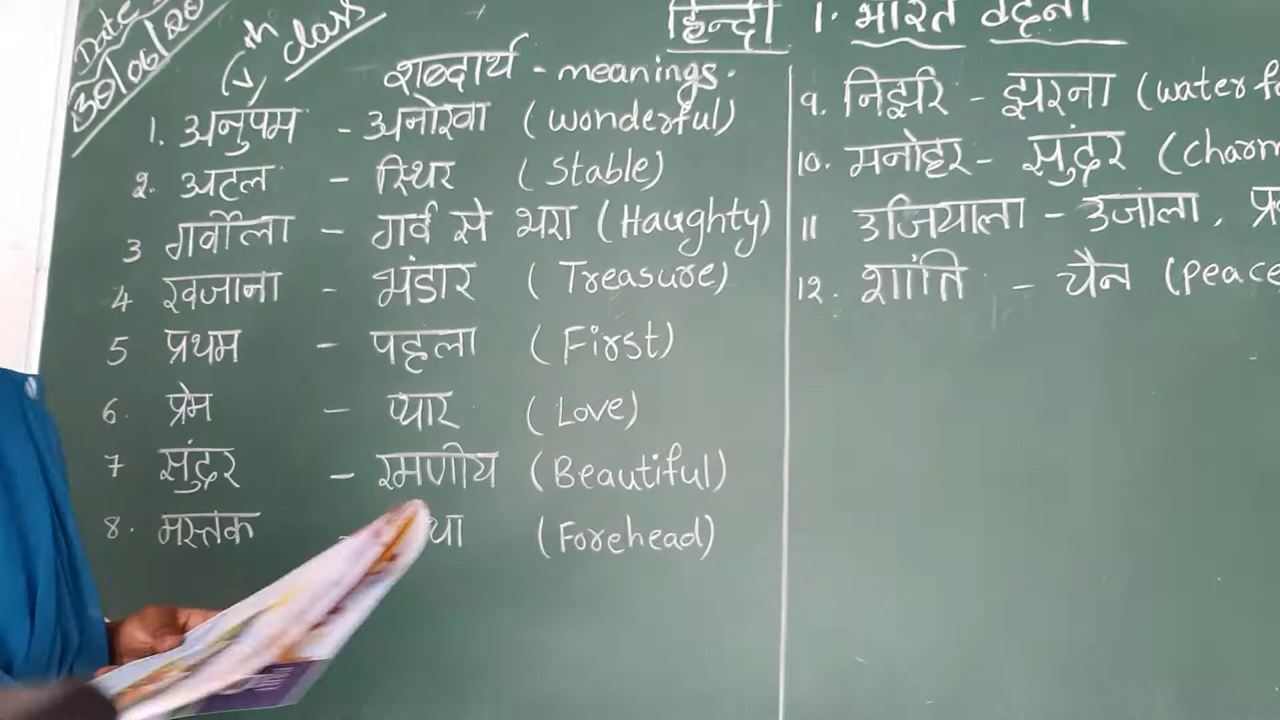 Date
30/06/20
class
हिन्दी 1. भारत वंदना
शब्दार्थ - meanings.
1. अनुपम - अनोखा (wonderful)
2. अटल - स्थिर (Stable)
3 गर्वीला - गर्व से भरा (Haughty)
4 खजाना - भंडार (Treasure)
5 प्रथम - पहला (First)
6. प्रेम - प्यार (Love)
7 सुंदर - रमणीय (Beautiful)
8. मस्तक - था (Forehead)
9. निर्झर - झरना (water
10. मनोहर - सुंदर (charm
11 उजियाला - उजाला,
12. शांति - चैन (peace